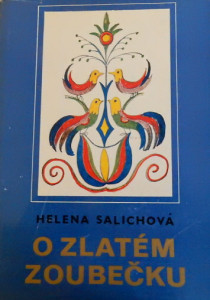 HELENA SALICHOVÁ
O ZLATÉM
ZOUBEČKU